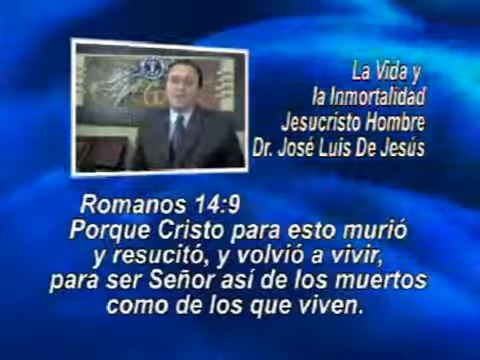 La Vida y
la Inmortalidad
Jesucristo Hombre
Dr. José Luis De Jesús
Romanos 14:9
Porque Cristo para esto murió
y resucitó, y volvió a vivir,
para ser Señor así de los muertos
como de los que viven.